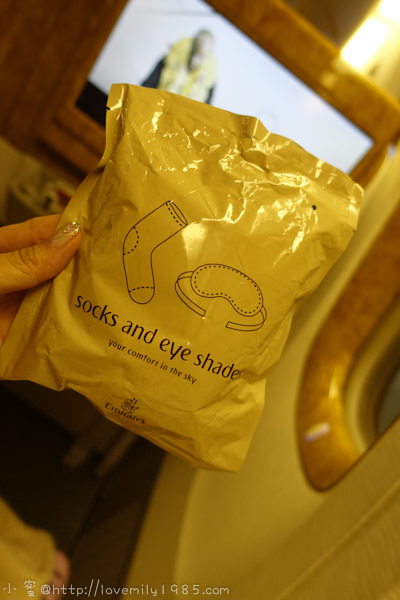 socks and eye shades
your comfort in the sky
Emirates
小蜜@http://lovemily1985.com